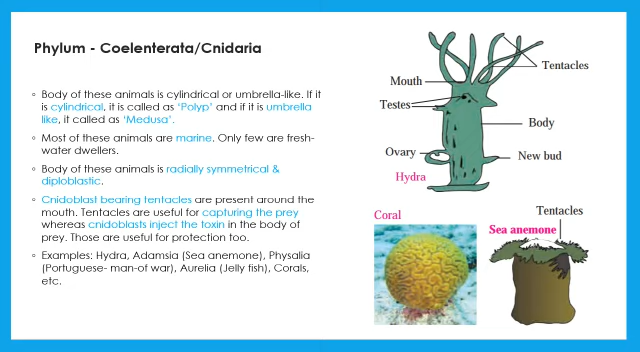 Phylum - Coelenterata/Cnidaria
◦ Body of these animals is cylindrical or umbrella-like. If it
is cylindrical, it is called as ‘Polyp’ and if it is umbrella
like, it called as ‘Medusa’.
◦ Most of these animals are marine. Only few are fresh-
water dwellers.
◦ Body of these animals is radially symmetrical &
diploblastic.
◦ Cnidoblast bearing tentacles are present around the
mouth. Tentacles are useful for capturing the prey
whereas cnidoblasts inject the toxin in the body of
prey. Those are useful for protection too.
◦ Examples: Hydra, Adamsia (Sea anemone), Physalia
(Portuguese- man-of war), Aurelia (Jelly fish), Corals,
etc.
Tentacles
Mouth
Testes
Body
Ovary
New bud
Hydra
Coral
Tentacles
Sea anemone